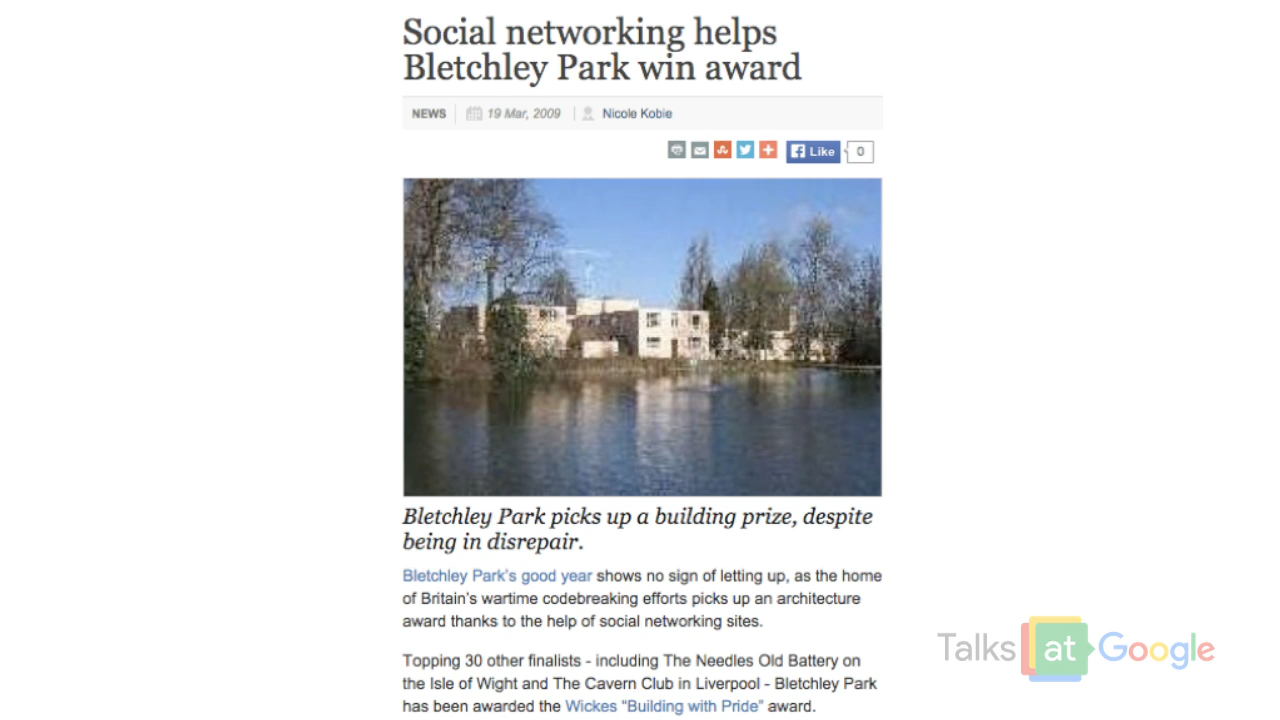 Social networking helps
Bletchley Park win award
NEWS 19 Mar, 2009 Nicole Kobie
Like 0
Bletchley Park picks up a building prize, despite
being in disrepair.
Bletchley Park's good year shows no sign of letting up, as the home
of Britain's wartime codebreaking efforts picks up an architecture
award thanks to the help of social networking sites.
Topping 30 other finalists - including The Needles Old Battery on
the Isle of Wight and The Cavern Club in Liverpool - Bletchley Park
has been awarded the Wickes "Building with Pride" award.
Talks at Google